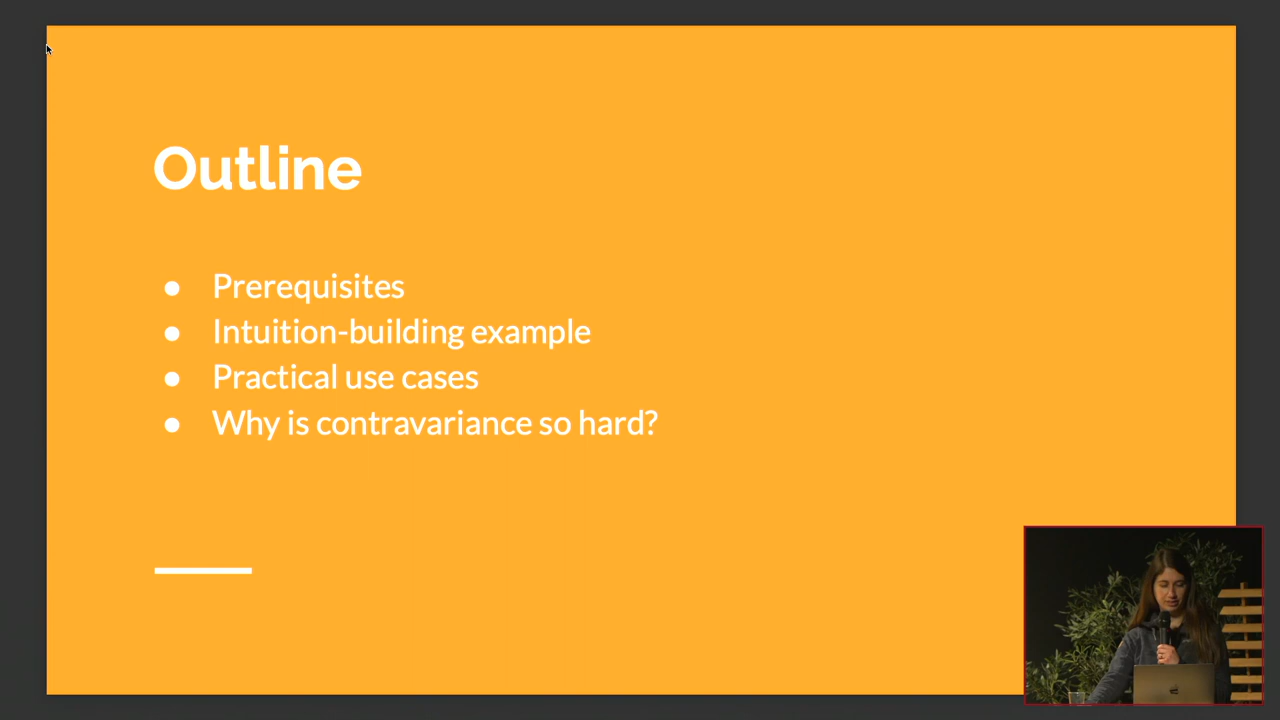 Outline
● Prerequisites
● Intuition-building example
● Practical use cases
● Why is contravariance so hard?